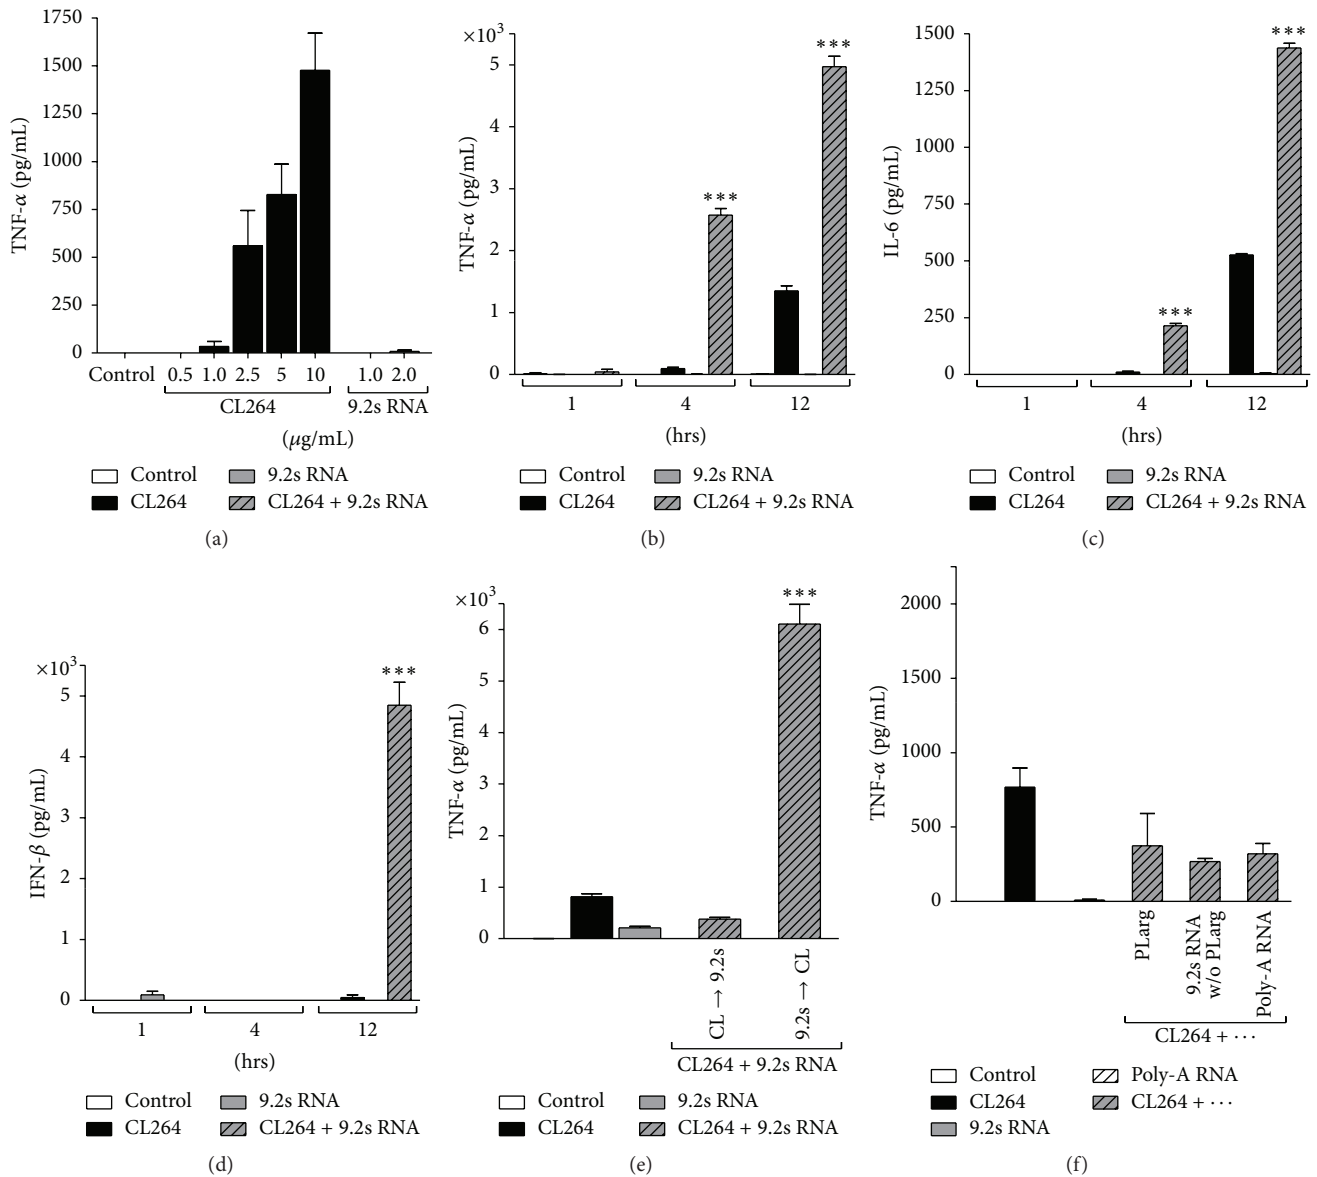 1750
1500
1250
1000
750
500
250
0
TNF-α (pg/mL)
Control 0.5 1.0 2.5 5 10 1.0 2.0
CL264 9.2s RNA
(μg/mL)
Control 9.2s RNA
CL264 CL264 + 9.2s RNA
(a)
×10³
5
4
3
2
1
0
TNF-α (pg/mL)
***
***
1 4 12
(hrs)
Control 9.2s RNA
CL264 CL264 + 9.2s RNA
(b)
1500
1250
1000
750
500
250
0
IL-6 (pg/mL)
***
***
1 4 12
(hrs)
Control 9.2s RNA
CL264 CL264 + 9.2s RNA
(c)
×10³
5
4
3
2
1
0
IFN-β (pg/mL)
***
1 4 12
(hrs)
Control 9.2s RNA
CL264 CL264 + 9.2s RNA
(d)
×10³
6
5
4
3
2
1
0
TNF-α (pg/mL)
***
CL → 9.2s
9.2s → CL
CL264 + 9.2s RNA
Control 9.2s RNA
CL264 CL264 + 9.2s RNA
(e)
2000
1500
1000
500
0
TNF-α (pg/mL)
PLarg
9.2s RNA
w/o PLarg
Poly-A RNA
CL264 + ···
Control Poly-A RNA
CL264 CL264 + ···
9.2s RNA
(f)